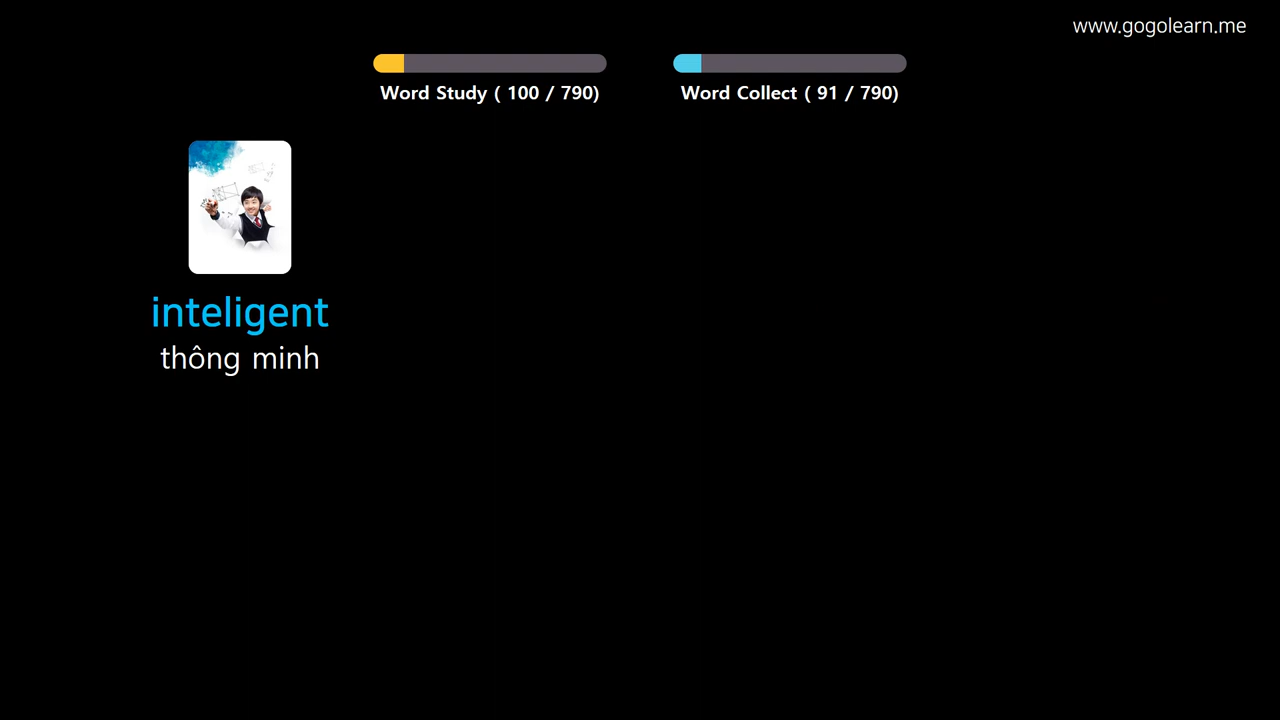 www.gogolearn.me
Word Study ( 100 / 790)
Word Collect ( 91 / 790)
inteligent
thông minh